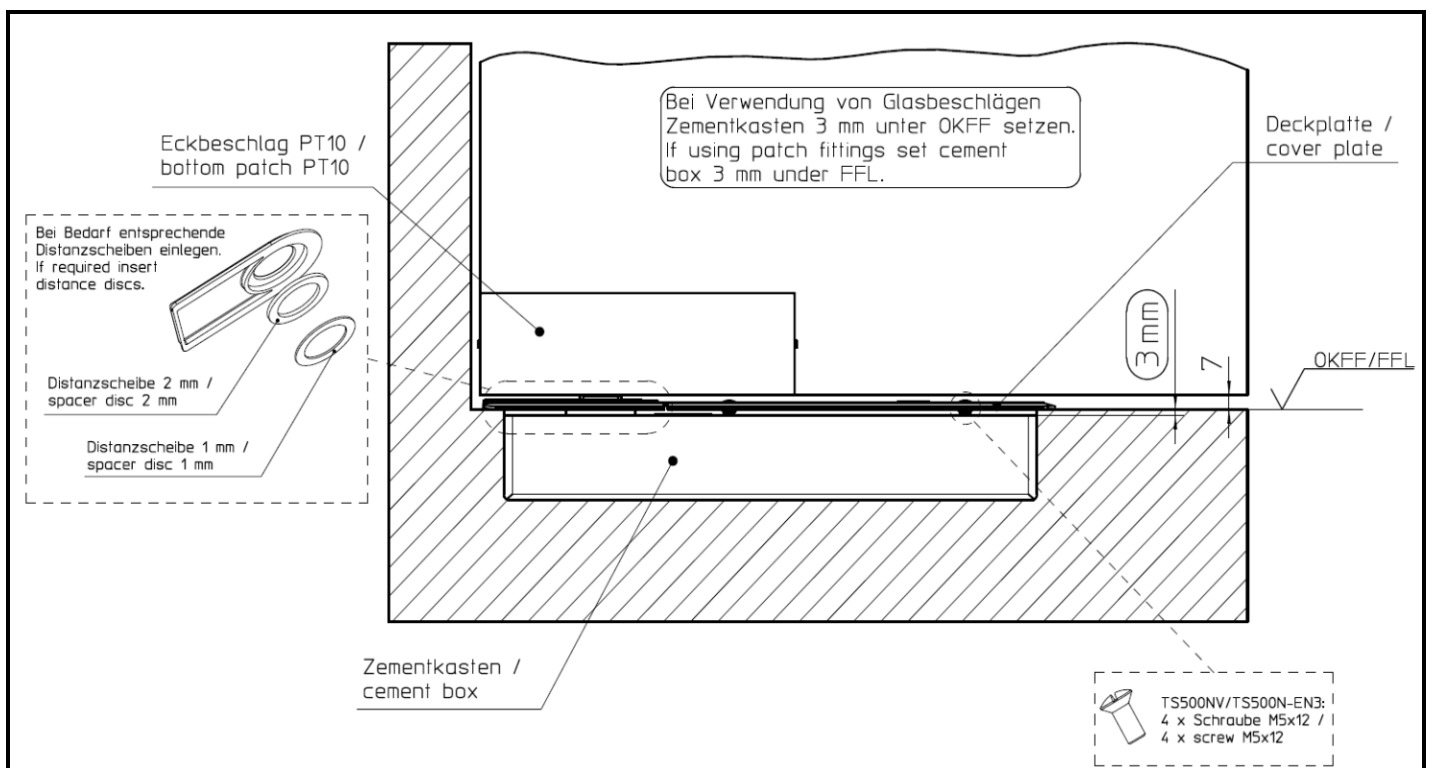 Bei Verwendung von Glasbeschlägen
Zementkasten 3 mm unter OKFF setzen.
If using patch fittings set cement
box 3 mm under FFL.
Deckplatte /
cover plate
Eckbeschlag PT10 /
bottom patch PT10
Bei Bedarf entsprechende
Distanzscheiben einlegen.
If required insert
distance discs.
Distanzscheibe 2 mm /
spacer disc 2 mm
Distanzscheibe 1 mm /
spacer disc 1 mm
3 mm
7
OKFF/FFL
Zementkasten /
cement box
TS500NV/TS500N-EN3:
4 x Schraube M5x12 /
4 x screw M5x12